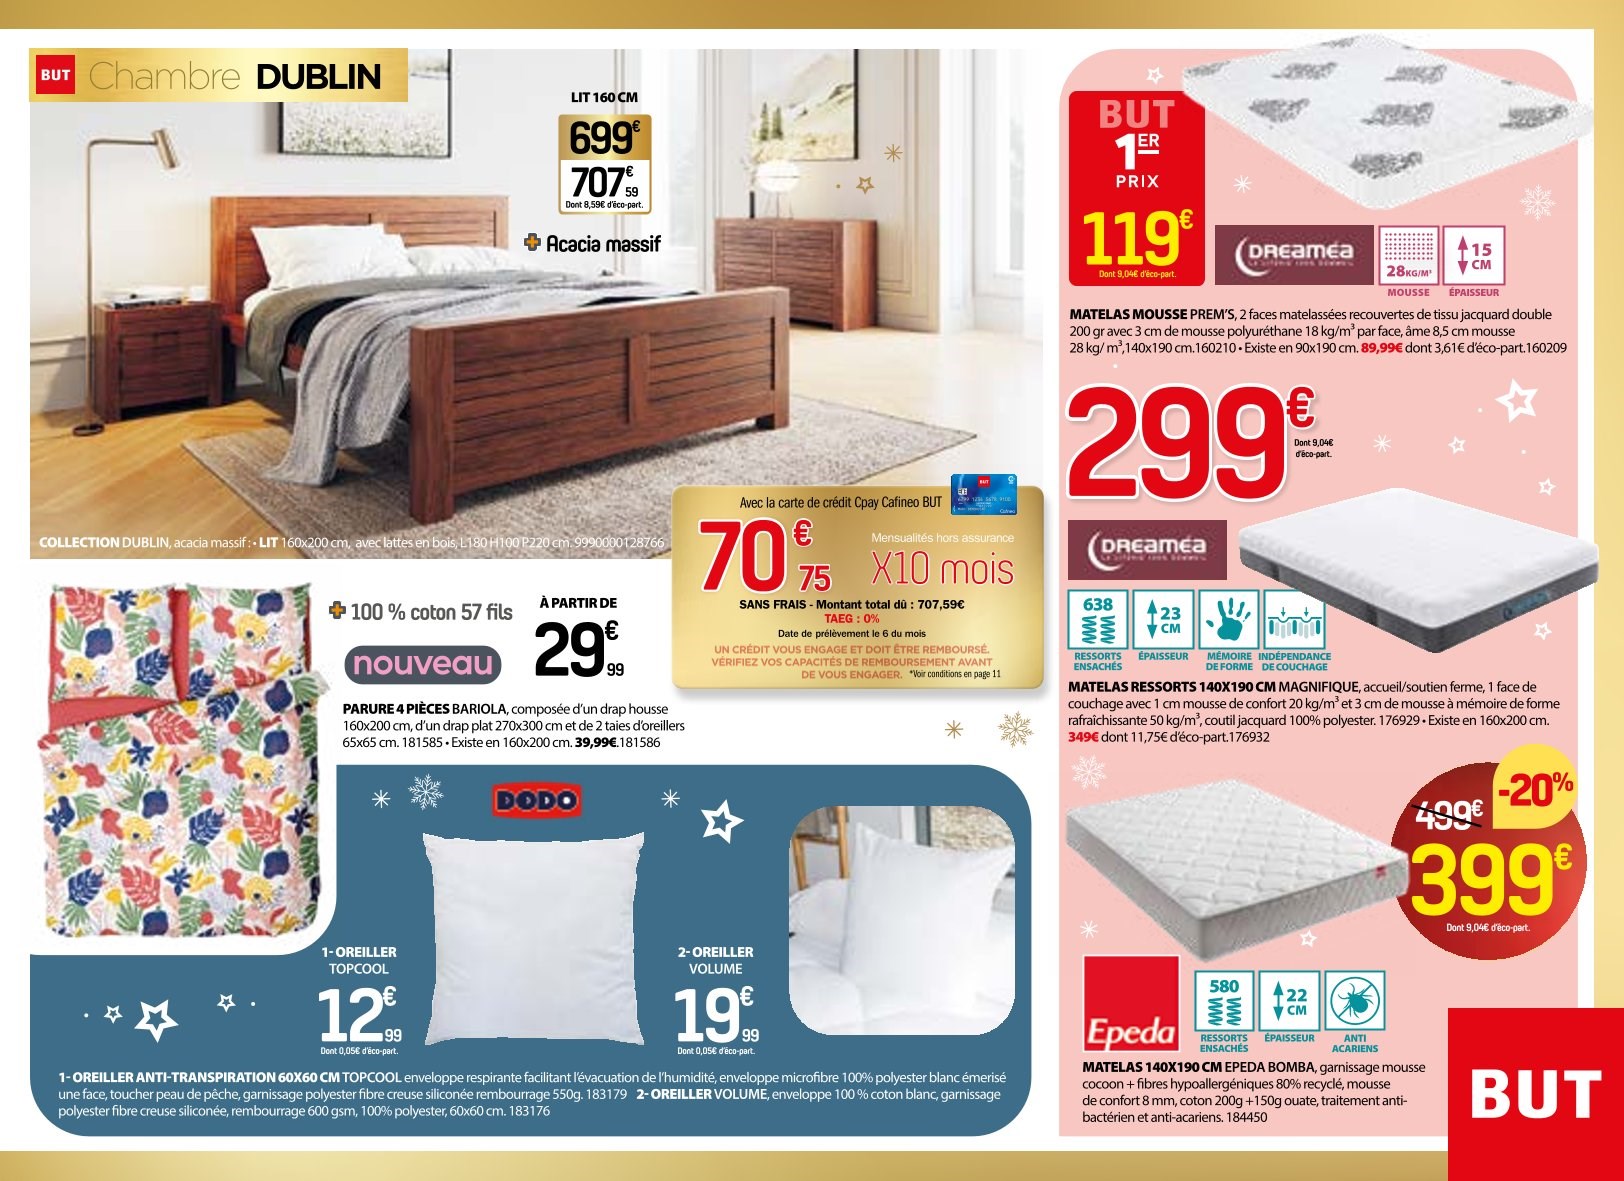 BUT Chambre DUBLIN
LIT 160 CM
699€
707€59
Dont 8,59€ d'éco-part.
+ Acacia massif
COLLECTION DUBLIN, acacia massif : • LIT 160x200 cm, avec lattes en bois, L180 H100 P220 cm. 9990000128766
Avec la carte de crédit Cpay Cafineo BUT
70€75
Mensualités hors assurance
X10 mois
SANS FRAIS - Montant total dû : 707,59€
TAEG : 0%
Date de prélèvement le 6 du mois
UN CRÉDIT VOUS ENGAGE ET DOIT ÊTRE REMBOURSÉ.
VÉRIFIEZ VOS CAPACITÉS DE REMBOURSEMENT AVANT
DE VOUS ENGAGER. *Voir conditions en page 11
+ 100 % coton 57 fils
nouveau
À PARTIR DE
29€99
PARURE 4 PIÈCES BARIOLA, composée d'un drap housse
160x200 cm, d'un drap plat 270x300 cm et de 2 taies d'oreillers
65x65 cm. 181585 • Existe en 160x200 cm. 39,99€.181586
DODO
1- OREILLER
TOPCOOL
12€99
Dont 0,05€ d'éco-part.
2- OREILLER
VOLUME
19€99
Dont 0,05€ d'éco-part.
1- OREILLER ANTI-TRANSPIRATION 60X60 CM TOPCOOL enveloppe respirante facilitant l'évacuation de l'humidité, enveloppe microfibre 100% polyester blanc émerisé
une face, toucher peau de pêche, garnissage polyester fibre creuse siliconée rembourrage 550g. 183179 2- OREILLER VOLUME, enveloppe 100 % coton blanc, garnissage
polyester fibre creuse siliconée, rembourrage 600 gsm, 100% polyester, 60x60 cm. 183176
BUT
1ER
PRIX
119€
Dont 9,04€ d'éco-part.
DREAMEA
28KG/M³
MOUSSE
15 CM
ÉPAISSEUR
MATELAS MOUSSE PREM'S, 2 faces matelassées recouvertes de tissu jacquard double
200 gr avec 3 cm de mousse polyuréthane 18 kg/m³ par face, âme 8,5 cm mousse
28 kg/ m³,140x190 cm.160210 • Existe en 90x190 cm. 89,99€ dont 3,61€ d'éco-part.160209
299€
Dont 9,04€
d'éco-part.
DREAMEA
638
RESSORTS
ENSACHÉS
23 CM
ÉPAISSEUR
MÉMOIRE
DE FORME
INDÉPENDANCE
DE COUCHAGE
MATELAS RESSORTS 140X190 CM MAGNIFIQUE, accueil/soutien ferme, 1 face de
couchage avec 1 cm mousse de confort 20 kg/m³ et 3 cm de mousse à mémoire de forme
rafraîchissante 50 kg/m³, coutil jacquard 100% polyester. 176929 • Existe en 160x200 cm.
349€ dont 11,75€ d'éco-part.176932
-20%
499€
399€
Dont 9,04€ d'éco-part.
Epeda
580
RESSORTS
ENSACHÉS
22 CM
ÉPAISSEUR
ANTI
ACARIENS
MATELAS 140X190 CM EPEDA BOMBA, garnissage mousse
cocoon + fibres hypoallergéniques 80% recyclé, mousse
de confort 8 mm, coton 200g +150g ouate, traitement anti-
bactérien et anti-acariens. 184450
BUT